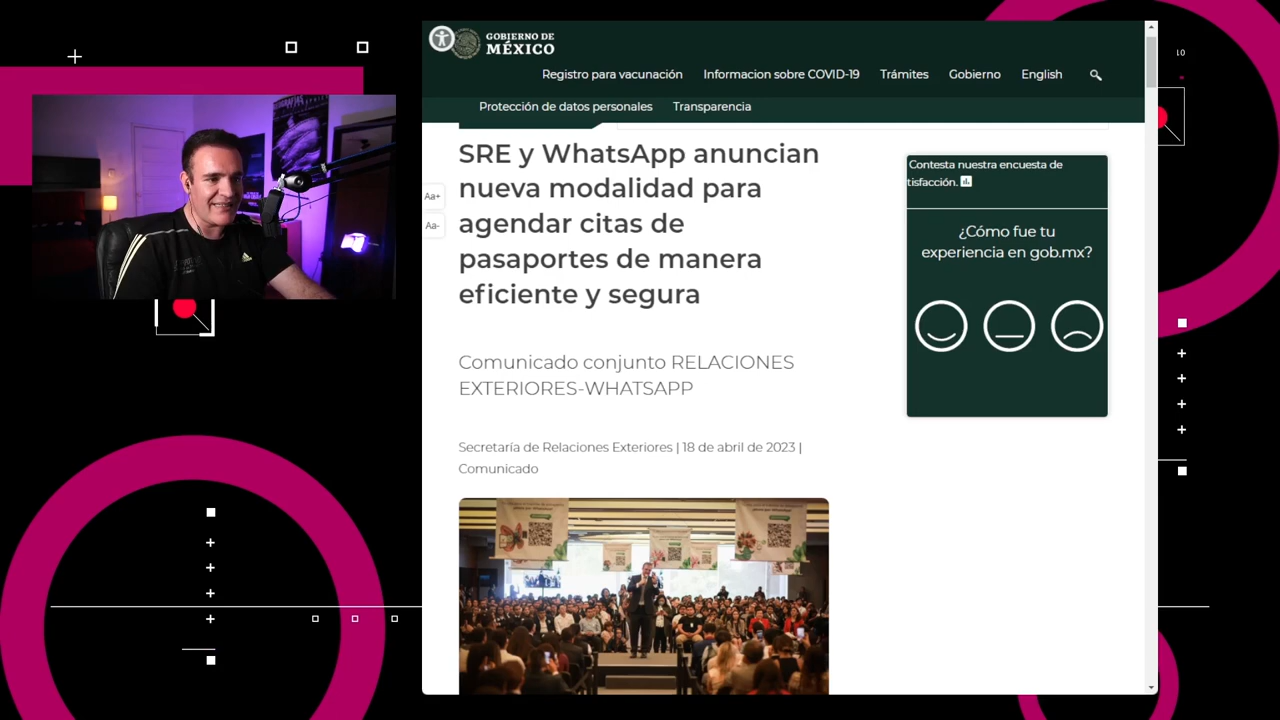 GOBIERNO DE
MÉXICO
Registro para vacunación
Informacion sobre COVID-19
Trámites
Gobierno
English
Protección de datos personales
Transparencia
SRE y WhatsApp anuncian
nueva modalidad para
agendar citas de
pasaportes de manera
eficiente y segura
Aa+
Aa-
Comunicado conjunto RELACIONES
EXTERIORES-WHATSAPP
Secretaría de Relaciones Exteriores | 18 de abril de 2023 |
Comunicado
Contesta nuestra encuesta de
tisfacción.
¿Cómo fue tu
experiencia en gob.mx?